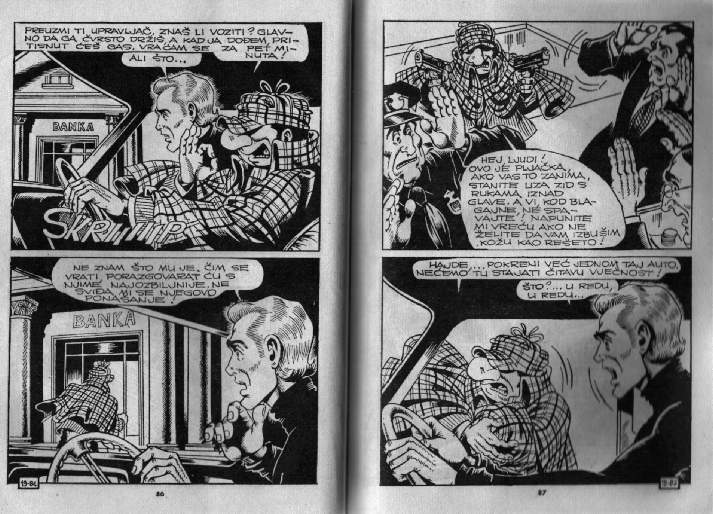 PREUZMI TI UPRAVLJAČ, ZNAŠ LI VOZITI? GLAV-
NO DA GA ČVRSTO DRŽIŠ A KAD JA DOĐEM, PRI-
TISNUT ĆEŠ GAS, VRAĆAM SE ZA PET MI-
NUTA!
ALI ŠTO...
BANKA
SKRIIIP
NE ZNAM ŠTO MU JE, ČIM SE
VRATI, PORAZGOVARAT ĆU S
NJIME NAJOZBILJNIJE, NE
SVIĐA MI SE NJEGOVO
PONAŠANJE!
BANKA
19-86
86
HEJ, LJUDI!
OVO JE PLJAČKA,
AKO VAS TO ZANIMA,
STANITE UZA ZID S
RUKAMA IZNAD
GLAVE, A VI, KOD BLA-
GAJNE, NE SPA-
VAJTE! NAPUNITE
MI VREĆU AKO NE
ŽELITE DA VAM IZBUŠIM
KOŽU KAO REŠETO!
HAJDE... POKRENI VEĆ JEDNOM TAJ AUTO,
NEĆEMO TU STAJATI ČITAVU VJEČNOST!
ŠTO?... U REDU,
U REDU...
87